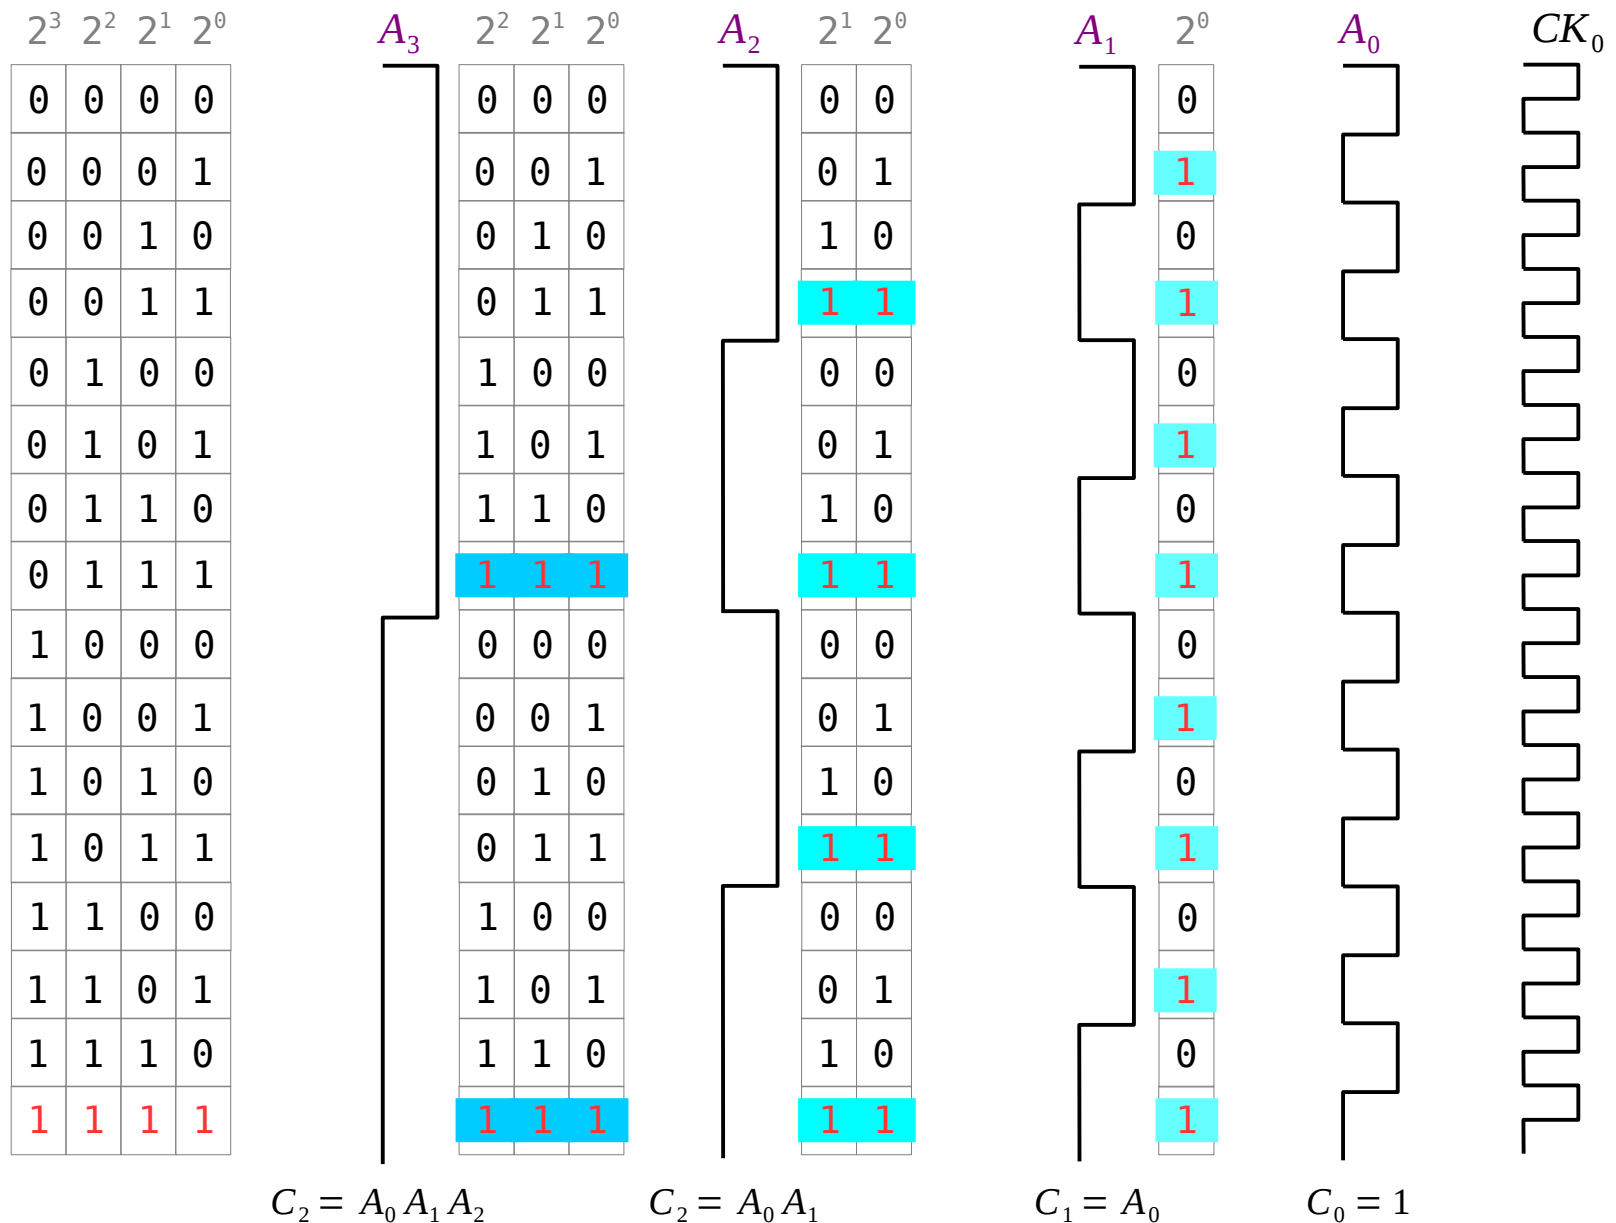 2³ 2² 2¹ 2⁰ A₃ 2² 2¹ 2⁰ A₂ 2¹ 2⁰ A₁ 2⁰ A₀ CK₀
0 0 0 0 0 0 0 0 0 0
0 0 0 1 0 0 1 0 1 1
0 0 1 0 0 1 0 1 0 0
0 0 1 1 0 1 1 1 1 1
0 1 0 0 1 0 0 0 0 0
0 1 0 1 1 0 1 0 1 1
0 1 1 0 1 1 0 1 0 0
0 1 1 1 1 1 1 1 1 1
1 0 0 0 0 0 0 0 0 0
1 0 0 1 0 0 1 0 1 1
1 0 1 0 0 1 0 1 0 0
1 0 1 1 0 1 1 1 1 1
1 1 0 0 1 0 0 0 0 0
1 1 0 1 1 0 1 0 1 1
1 1 1 0 1 1 0 1 0 0
1 1 1 1 1 1 1 1 1 1
C₂ = A₀ A₁ A₂ C₂ = A₀ A₁ C₁ = A₀ C₀ = 1